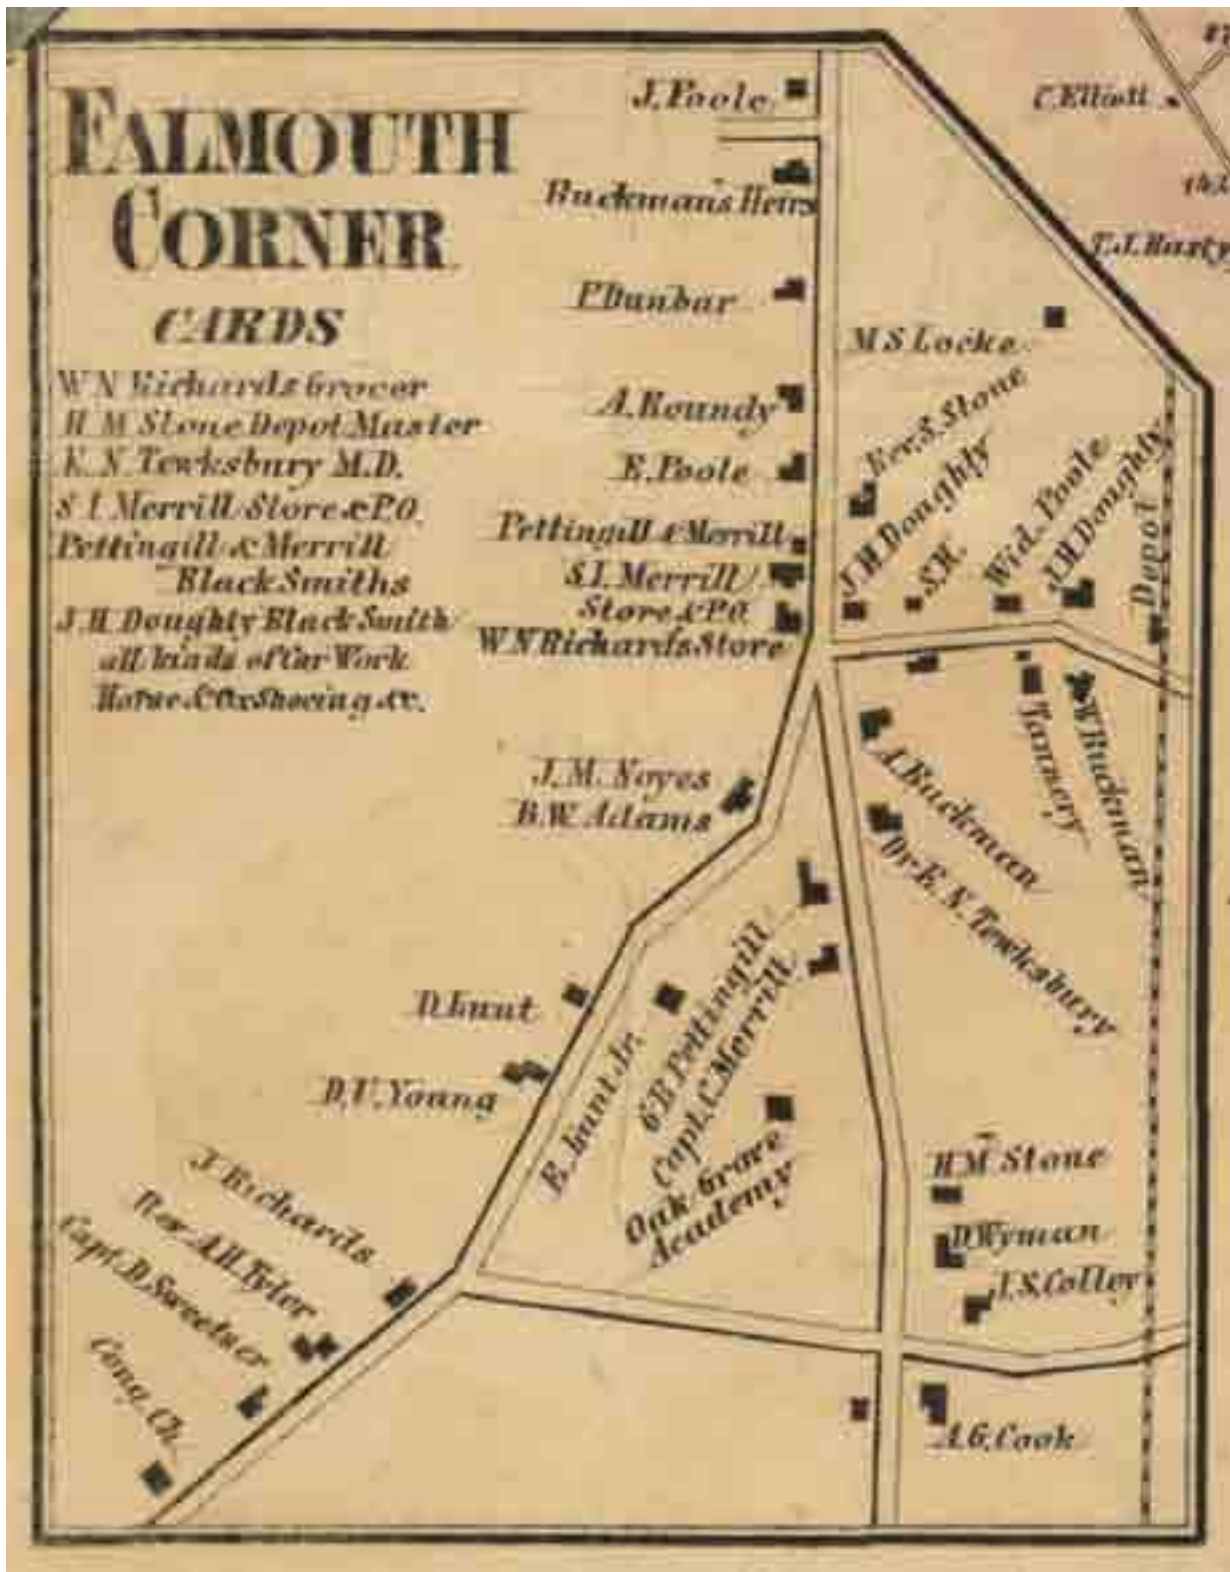 FALMOUTH
CORNER
CARDS
W N Richards Grocer
H M Stone Depot Master
E. N. Tewksbury M.D.
S I Merrill Store & P.O.
Pettingill & Merrill
Black Smiths
J. H Doughty Black Smith
all kinds of Car Work
Horse & Ox Shoeing &c.
J. Poole
Buckman's Heirs
P. Dunbar
A. Roundy
E. Poole
Pettingill & Merrill
S. I. Merrill
Store & P.O.
W N Richards Store
C. Elliott
M S Locke
S. Stone
J. H Doughty
S. H.
Wid. Poole
J. H Doughty
Depot
Tannery
W Buckman
A. Buckman
Dr E. N. Tewksbury
J. M. Noyes
B. W. Adams
D. Lunt
D. U. Young
E. Lunt Jr.
G B Pettingill
Capt. C. Merrill
Oak Grove
Academy
H. M Stone
D. Wyman
J. S. Colley
A. G. Cook
J. Richards
Rev A. H. Tyler
Capt. D. Sweetser
Cong. Ch.